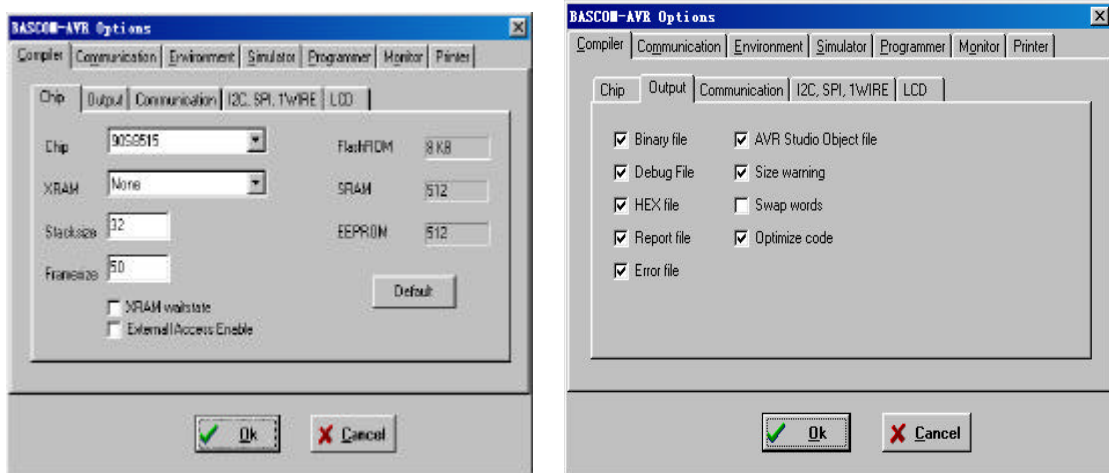 BASCOM-AVR Options
Compiler Communication Environment Simulator Programmer Monitor Printer
Chip Output Communication I2C, SPI, 1WIRE LCD
Chip 90S8515 FlashROM 8 KB
XRAM None SRAM 512
Stacksize 32 EEPROM 512
Framesize 50
Default
XRAM waitstate
External Access Enable
Ok Cancel
BASCOM-AVR Options
Compiler Communication Environment Simulator Programmer Monitor Printer
Chip Output Communication I2C, SPI, 1WIRE LCD
Binary file AVR Studio Object file
Debug File Size warning
HEX file Swap words
Report file Optimize code
Error file
Ok Cancel